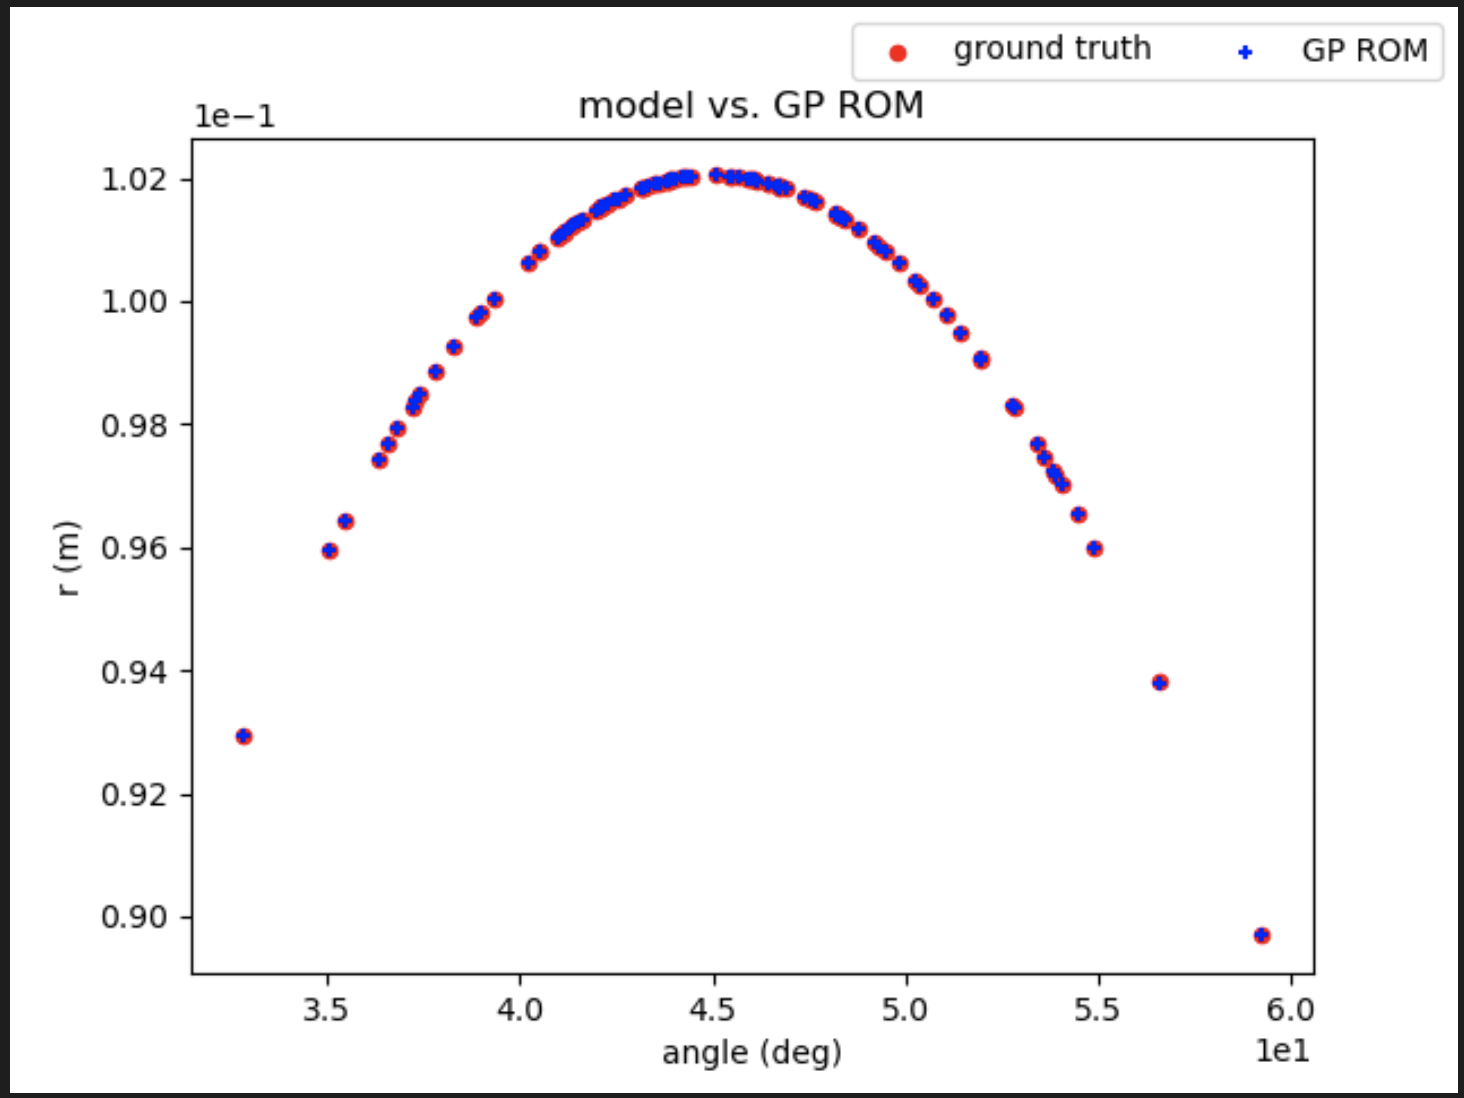 ground truth GP ROM
model vs. GP ROM
1e−1
1.02
1.00
0.98
0.96
0.94
0.92
0.90
r (m)
3.5 4.0 4.5 5.0 5.5 6.0
angle (deg)
1e1